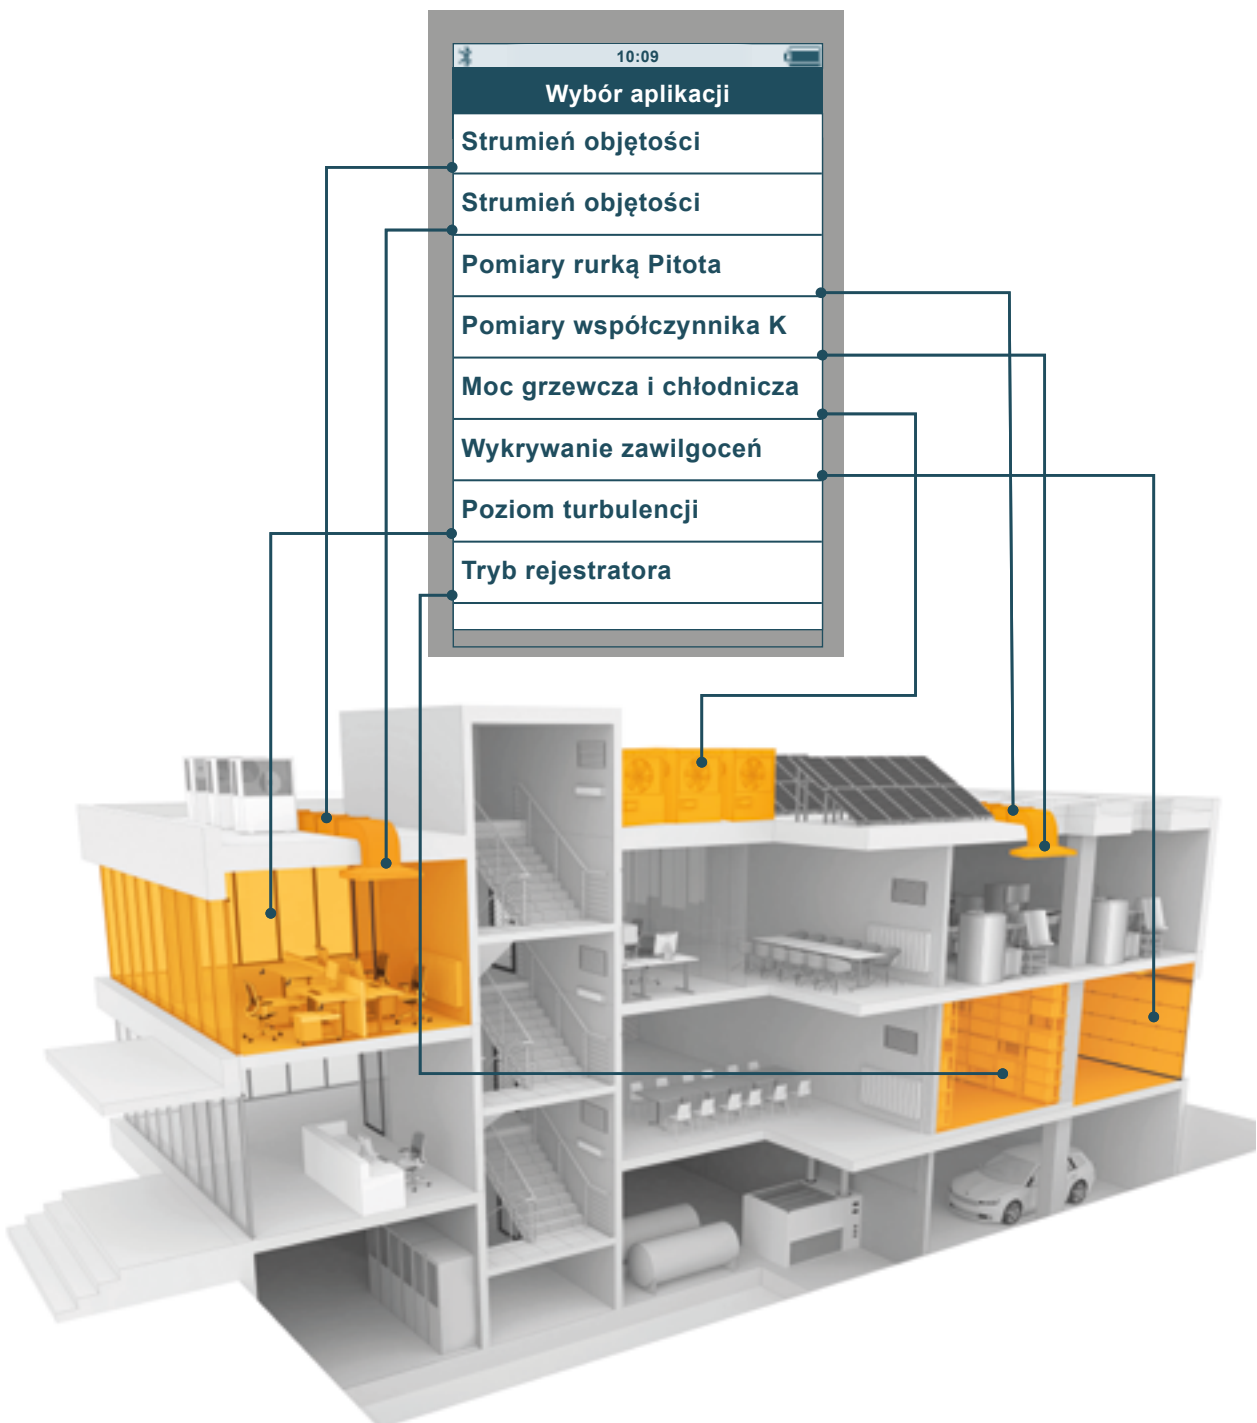 10:09
Wybór aplikacji
Strumień objętości
Strumień objętości
Pomiary rurką Pitota
Pomiary współczynnika K
Moc grzewcza i chłodnicza
Wykrywanie zawilgoceń
Poziom turbulencji
Tryb rejestratora